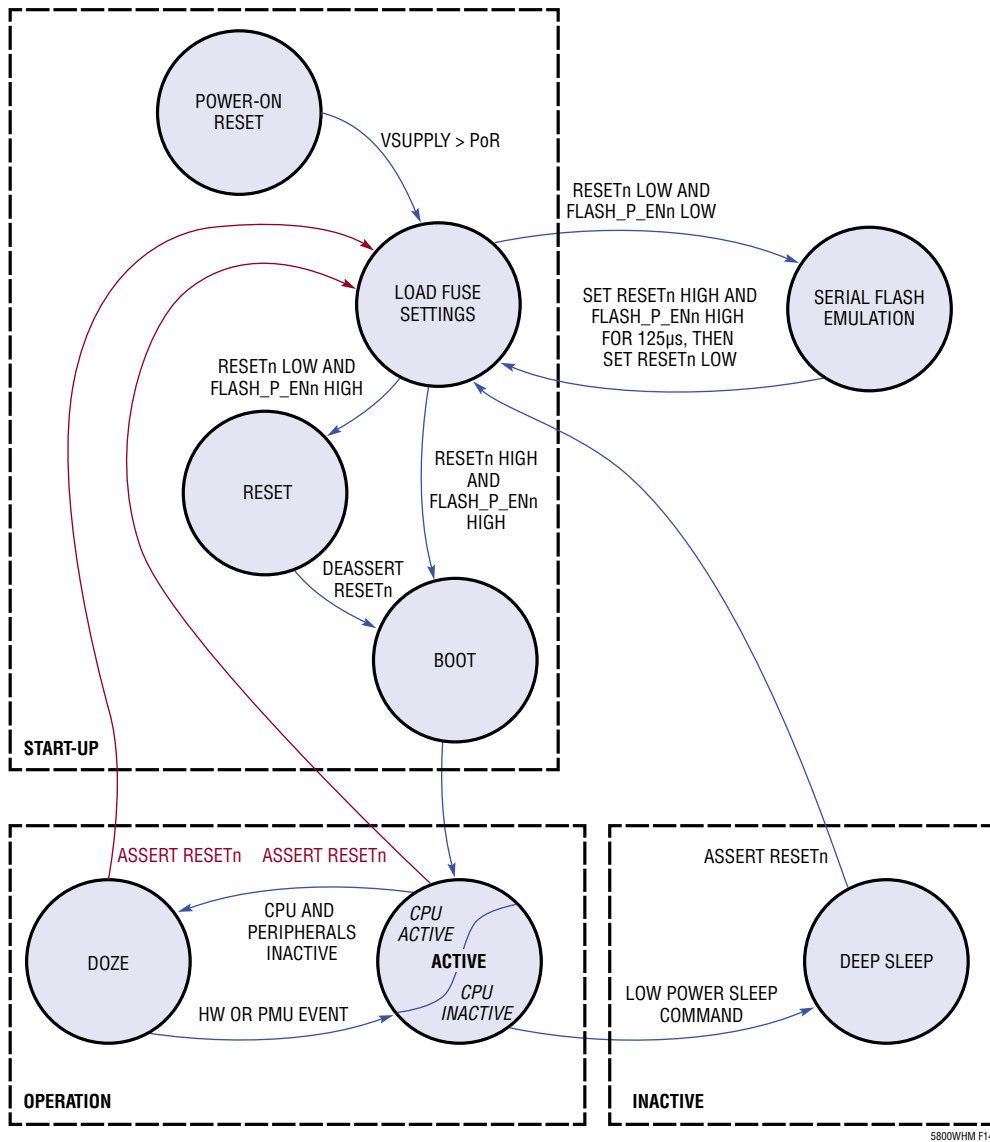 POWER-ON
RESET
VSUPPLY > PoR
RESETn LOW AND
FLASH_P_ENn LOW
LOAD FUSE
SETTINGS
SET RESETn HIGH AND
FLASH_P_ENn HIGH
FOR 125µs, THEN
SET RESETn LOW
SERIAL FLASH
EMULATION
RESETn LOW AND
FLASH_P_ENn HIGH
RESET
RESETn HIGH
AND
FLASH_P_ENn
HIGH
DEASSERT
RESETn
BOOT
START-UP
ASSERT RESETn
ASSERT RESETn
ASSERT RESETn
DOZE
CPU AND
PERIPHERALS
INACTIVE
CPU
ACTIVE
ACTIVE
CPU
INACTIVE
HW OR PMU EVENT
LOW POWER SLEEP
COMMAND
DEEP SLEEP
OPERATION
INACTIVE
5800WHM